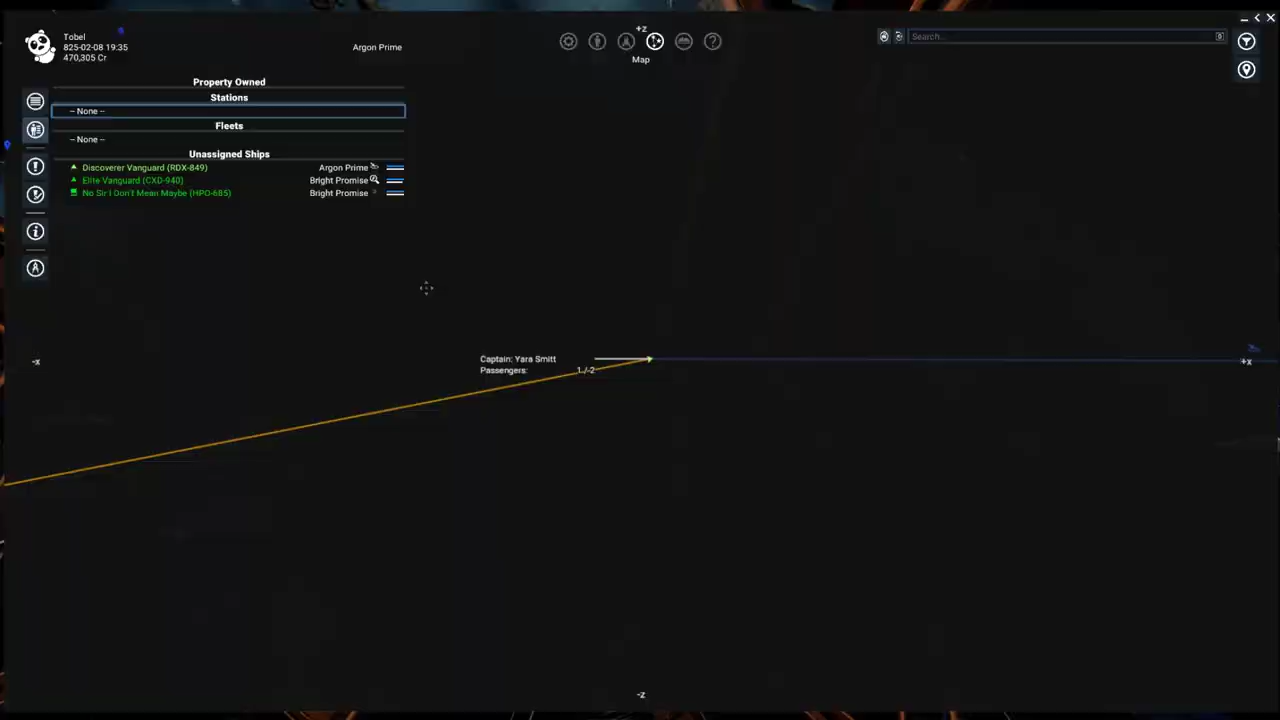 Tobel
825-02-08 19:35
470,305 Cr
Argon Prime
+z
Map
Search...
Property Owned
Stations
-- None --
Fleets
-- None --
Unassigned Ships
Discoverer Vanguard (RDX-849) Argon Prime
Elite Vanguard (CXD-940) Bright Promise
No Sir I Don't Mean Maybe (HPO-685) Bright Promise
-x
Captain: Yara Smitt
Passengers: 1 /-2
+x
-z